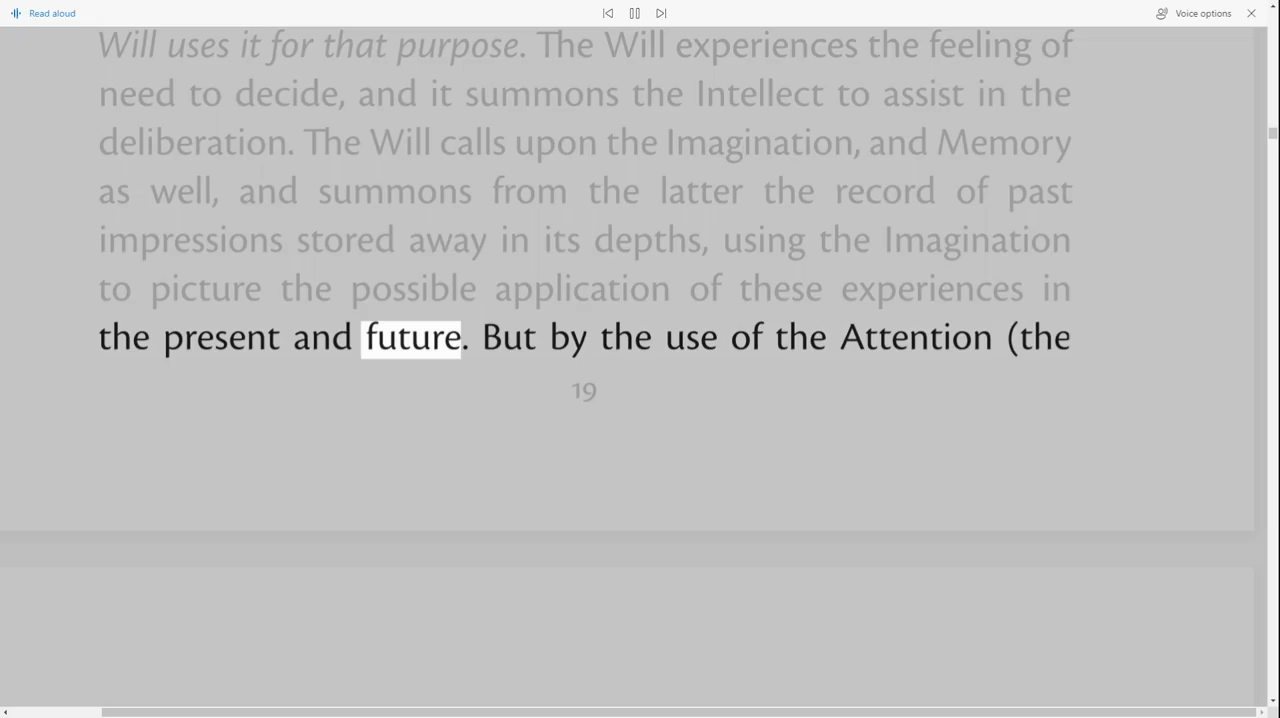 Read aloud
Voice options
Will uses it for that purpose. The Will experiences the feeling of
need to decide, and it summons the Intellect to assist in the
deliberation. The Will calls upon the Imagination, and Memory
as well, and summons from the latter the record of past
impressions stored away in its depths, using the Imagination
to picture the possible application of these experiences in
the present and future. But by the use of the Attention (the
19